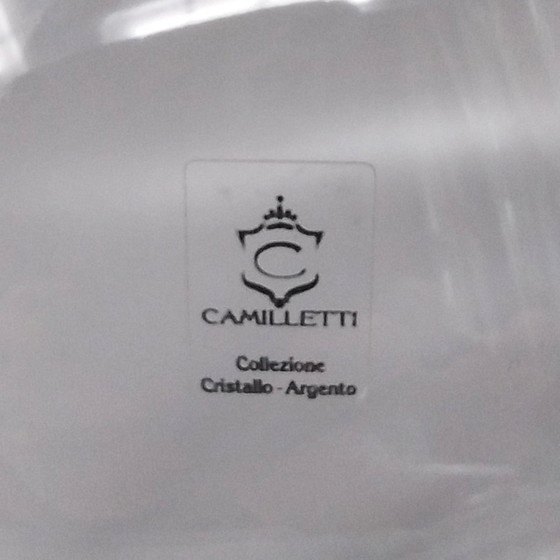 C
CAMILLETTI
Collezione
Cristallo - Argento